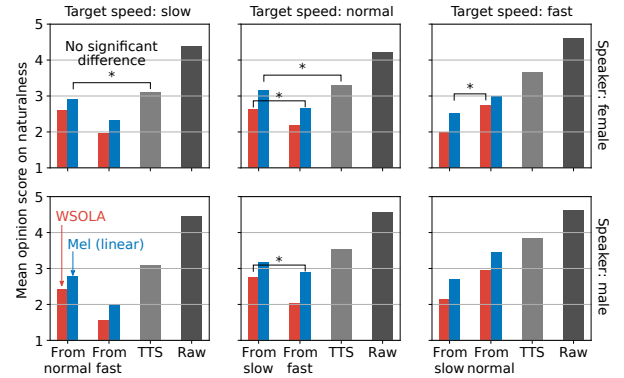 Target speed: slow
Target speed: normal
Target speed: fast
Mean opinion score on naturalness
5
4
3
2
1
No significant
difference
*
*
*
*
Speaker: female
5
4
3
2
1
WSOLA
Mel (linear)
*
Speaker: male
From
normal
From
fast
TTS
Raw
From
slow
From
fast
TTS
Raw
From
slow
From
normal
TTS
Raw